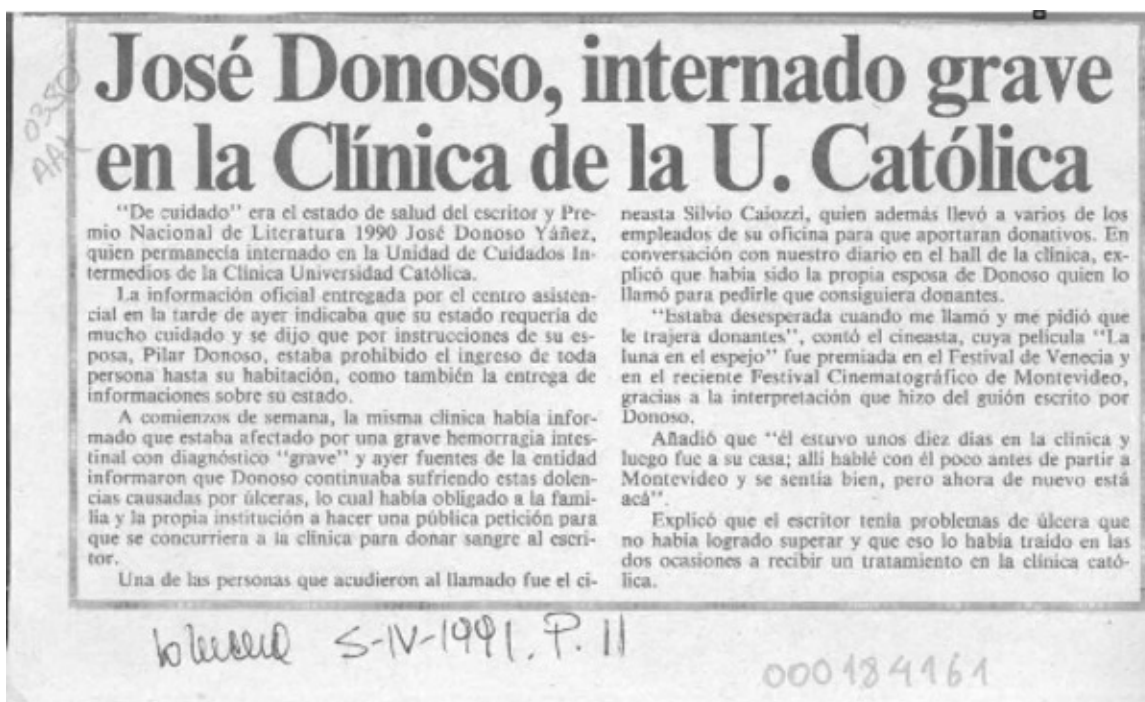 José Donoso, internado grave
en la Clínica de la U. Católica
"De cuidado" era el estado de salud del escritor y Pre-
mio Nacional de Literatura 1990 José Donoso Yáñez,
quien permanecía internado en la Unidad de Cuidados In-
termedios de la Clínica Universidad Católica.
La información oficial entregada por el centro asisten-
cial en la tarde de ayer indicaba que su estado requería de
mucho cuidado y se dijo que por instrucciones de su es-
posa, Pilar Donoso, estaba prohibido el ingreso de toda
persona hasta su habitación, como también la entrega de
informaciones sobre su estado.
A comienzos de semana, la misma clínica había infor-
mado que estaba afectado por una grave hemorragia intes-
tinal con diagnóstico "grave" y ayer fuentes de la entidad
informaron que Donoso continuaba sufriendo estas dolen-
cias causadas por úlceras, lo cual había obligado a la fami-
lia y la propia institución a hacer una pública petición para
que se concurriera a la clínica para donar sangre al escri-
tor.
Una de las personas que acudieron al llamado fue el ci-
neasta Silvio Caiozzi, quien además llevó a varios de los
empleados de su oficina para que aportaran donativos. En
conversación con nuestro diario en el hall de la clínica, ex-
plicó que había sido la propia esposa de Donoso quien lo
llamó para pedirle que consiguiera donantes.
"Estaba desesperada cuando me llamó y me pidió que
le trajera donantes", contó el cineasta, cuya película "La
luna en el espejo" fue premiada en el Festival de Venecia y
en el reciente Festival Cinematográfico de Montevideo,
gracias a la interpretación que hizo del guión escrito por
Donoso.
Añadió que "él estuvo unos diez días en la clínica y
luego fue a su casa; allí hablé con él poco antes de partir a
Montevideo y se sentía bien, pero ahora de nuevo está
acá".
Explicó que el escritor tenía problemas de úlcera que
no había logrado superar y que eso lo había traído en las
dos ocasiones a recibir un tratamiento en la clínica cató-
lica.
La Tercera 5-IV-1991. P. 11
000184161